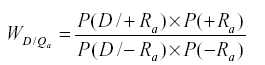 W_{D/Q_a} = \frac{P(D/+R_a) \times P(+R_a)}{P(D/-R_a) \times P(-R_a)}